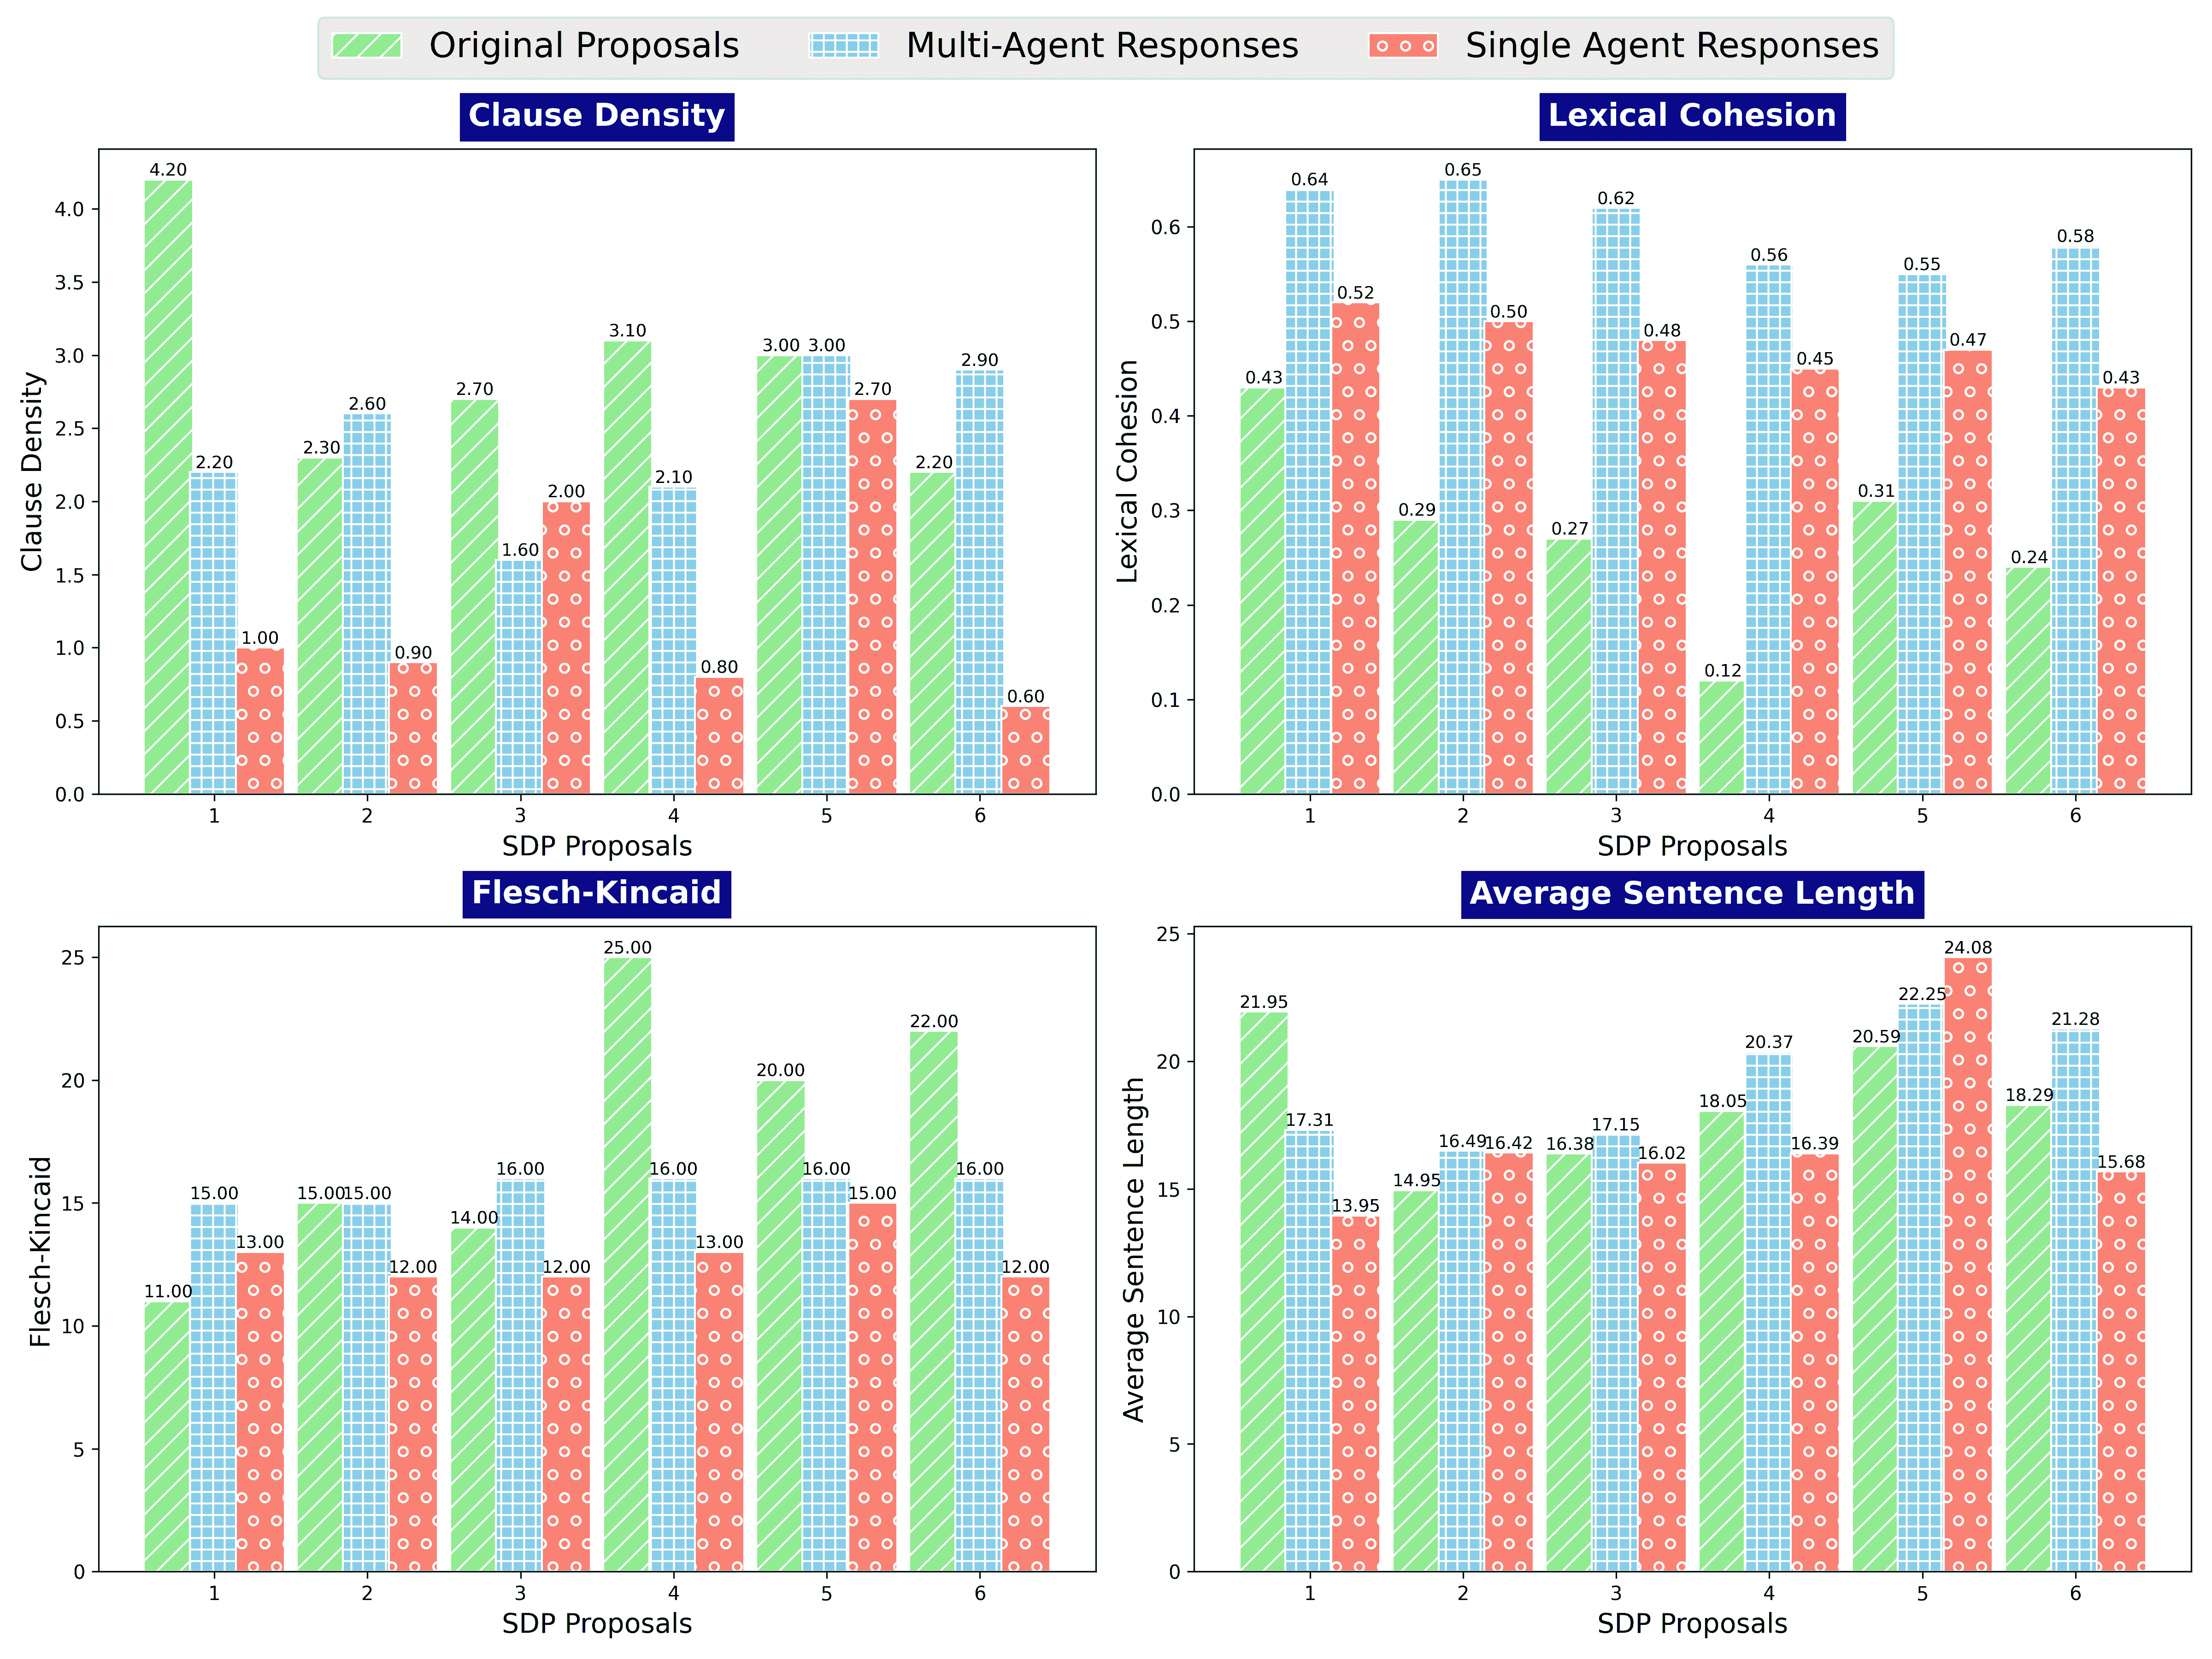 Original Proposals Multi-Agent Responses Single Agent Responses
Clause Density
Clause Density
4.0
3.5
3.0
2.5
2.0
1.5
1.0
0.5
0.0
4.20 2.20 1.00
2.30 2.60 0.90
2.70 1.60 2.00
3.10 2.10 0.80
3.00 3.00 2.70
2.20 2.90 0.60
1 2 3 4 5 6
SDP Proposals
Lexical Cohesion
Lexical Cohesion
0.6
0.5
0.4
0.3
0.2
0.1
0.0
0.43 0.64 0.52
0.29 0.65 0.50
0.27 0.62 0.48
0.12 0.56 0.45
0.31 0.55 0.47
0.24 0.58 0.43
1 2 3 4 5 6
SDP Proposals
Flesch-Kincaid
Flesch-Kincaid
25
20
15
10
5
0
11.00 15.00 13.00
15.00 15.00 12.00
14.00 16.00 12.00
25.00 16.00 13.00
20.00 16.00 15.00
22.00 16.00 12.00
1 2 3 4 5 6
SDP Proposals
Average Sentence Length
Average Sentence Length
25
20
15
10
5
0
21.95 17.31 13.95
14.95 16.49 16.42
16.38 17.15 16.02
18.05 20.37 16.39
20.59 22.25 24.08
18.29 21.28 15.68
1 2 3 4 5 6
SDP Proposals